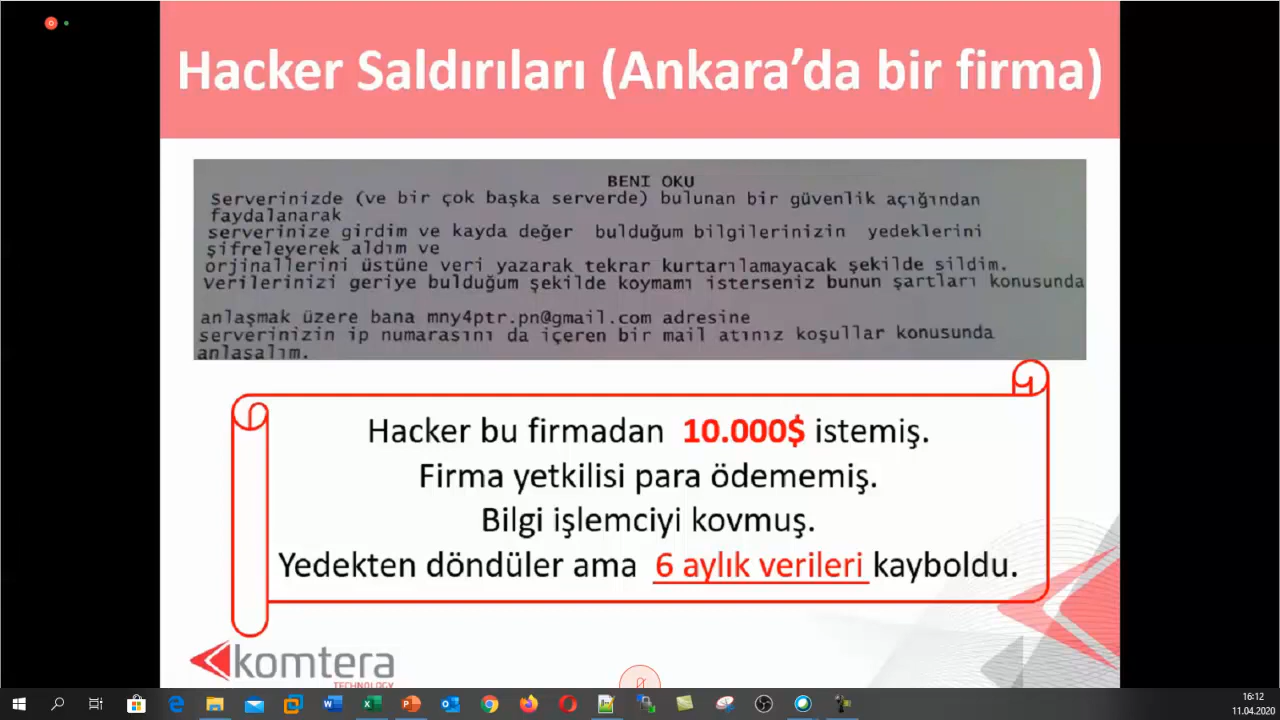 Hacker Saldırıları (Ankara’da bir firma)
BENI OKU
Serverinizde (ve bir çok başka serverde) bulunan bir güvenlik açığından
faydalanarak
serverinize girdim ve kayda değer bulduğum bilgilerinizin yedeklerini
şifreleyerek aldım ve
orjinallerini üstüne veri yazarak tekrar kurtarılamayacak şekilde sildim.
Verilerinizi geriye bulduğum şekilde koymamı isterseniz bunun şartları konusunda
anlaşmak üzere bana mny4ptr.pn@gmail.com adresine
serverinizin ip numarasını da içeren bir mail atınız koşullar konusunda
anlaşalım.
Hacker bu firmadan 10.000$ istemiş.
Firma yetkilisi para ödememiş.
Bilgi işlemciyi kovmuş.
Yedekten döndüler ama 6 aylık verileri kayboldu.
komtera
TECHNOLOGY
16:12
11.04.2020